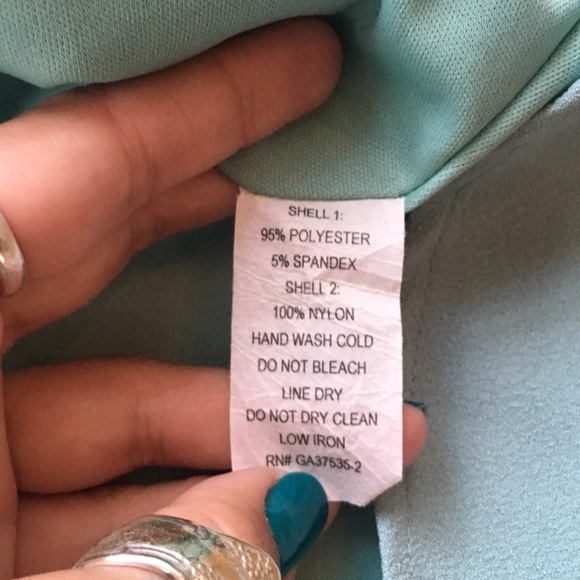 SHELL 1:
95% POLYESTER
5% SPANDEX
SHELL 2:
100% NYLON
HAND WASH COLD
DO NOT BLEACH
LINE DRY
DO NOT DRY CLEAN
LOW IRON
RN# GA37535-2